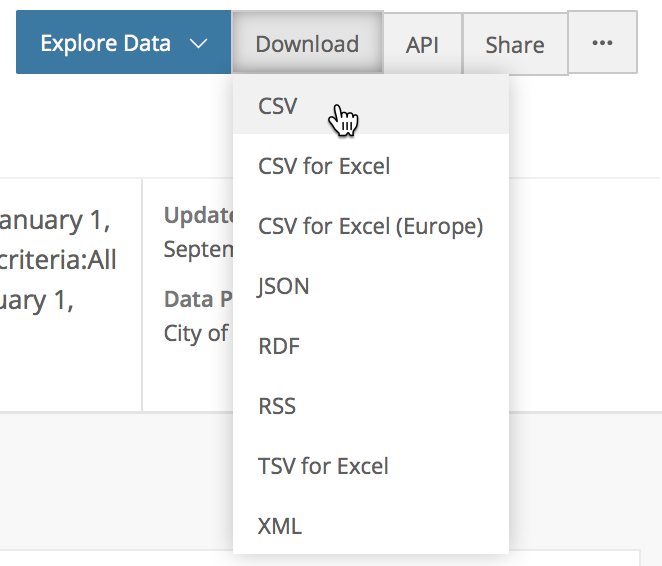 Explore Data
Download
API
Share
...
CSV
CSV for Excel
CSV for Excel (Europe)
JSON
RDF
RSS
TSV for Excel
XML
anuary 1,
criteria:All
uary 1,
Update
Septem
Data P
City of